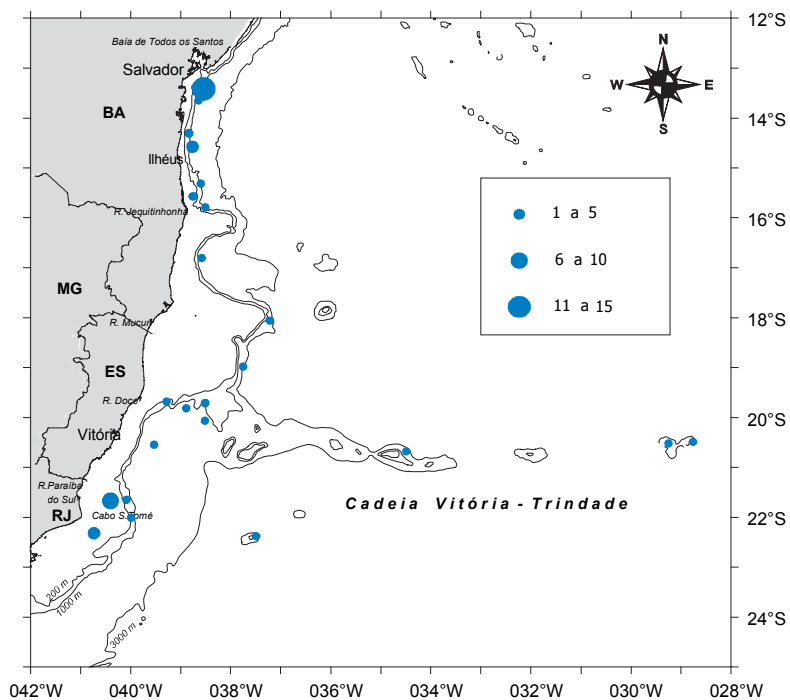 12°S
Baía de Todos os Santos
Salvador
N
W E
S
14°S
BA
Ilhéus
1 a 5
R. Jequitinhonha
16°S
6 a 10
MG
11 a 15
R. Mucuri
18°S
ES
R. Doce
20°S
Vitória
R.Paraíba
do Sul
Cadeia Vitória - Trindade
RJ
Cabo S.Tomé
22°S
200 m
1000 m
3000 m
24°S
042°W 040°W 038°W 036°W 034°W 032°W 030°W 028°W